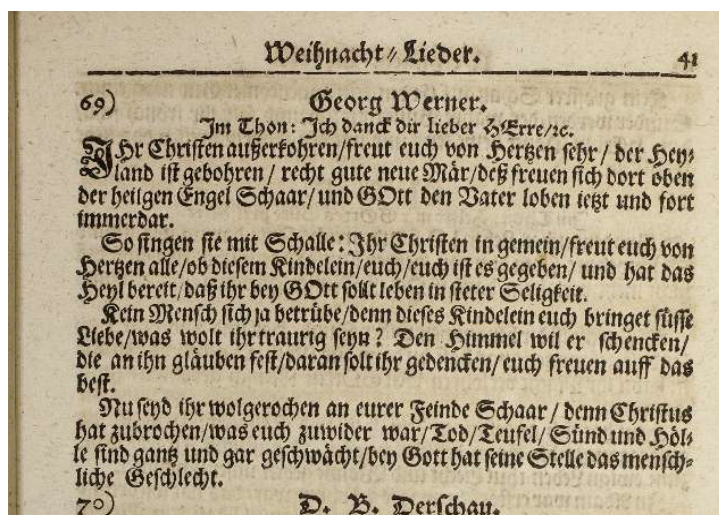 Weihnacht⸗Lieder. 41
69) Georg Werner.
Im Thon: Ich danck dir lieber HErre/ꝛc.
IHr Christen außerkohren/freut euch von Hertzen sehr/ der Hey⸗
land ist gebohren/ recht gute neue Mär/deß freuen sich dort oben
der heilgen Engel Schaar/ und GOtt den Vater loben ietzt und fort
immerdar.
So singen sie mit Schalle: Ihr Christen in gemein/freut euch von
Hertzen alle/ob diesem Kindelein/euch/euch ist es gegeben/ und hat das
Heyl bereit/daß ihr bey GOtt sollt leben in steter Seligkeit.
Kein Mensch sich ja betrübe/denn dieses Kindelein euch bringet süsse
Liebe/was wolt ihr traurig seyn? Den Himmel wil er schencken/
die an ihn gläuben fest/daran solt ihr gedencken/euch freuen auff das
best.
Nu seyd ihr wolgerochen an eurer Feinde Schaar/ denn Christus
hat zubrochen/was euch zuwider war/Tod/Teufel/ Sünd und Höl⸗
le sind gantz und gar geschwächt/bey Gott hat seine Stelle das mensch⸗
liche Geschlecht.
70) D. B. Derschau.